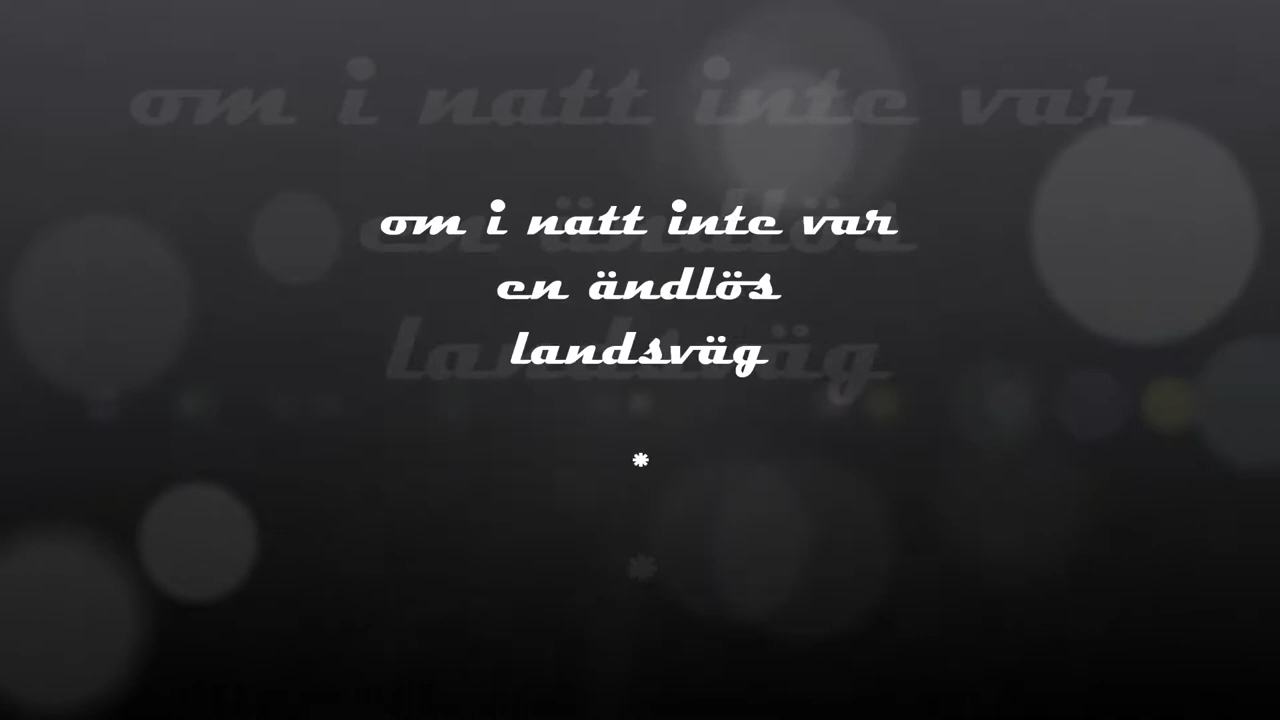 om i natt inte var
en ändlös
landsväg
*